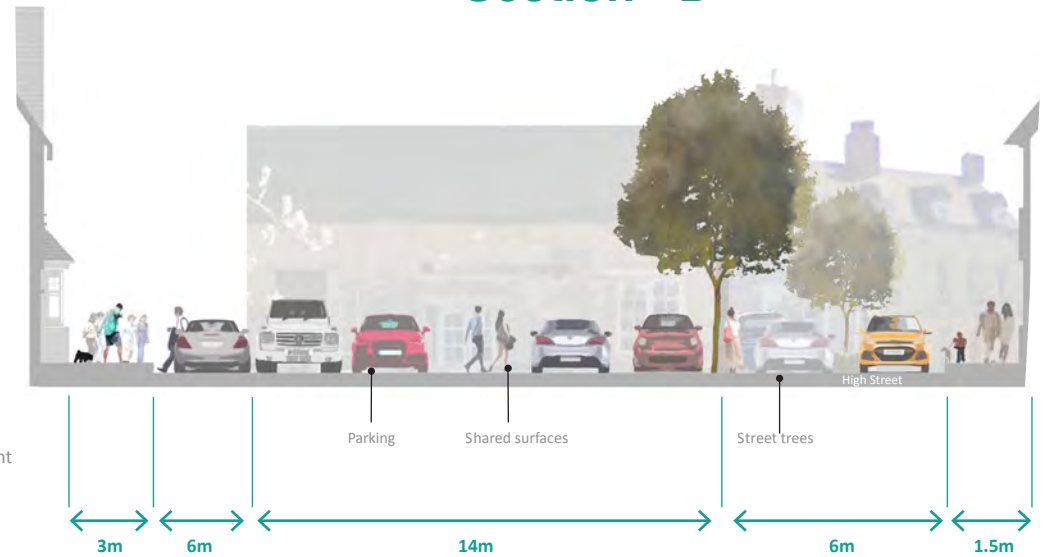 High Street
Parking
Shared surfaces
Street trees
3m
6m
14m
6m
1.5m